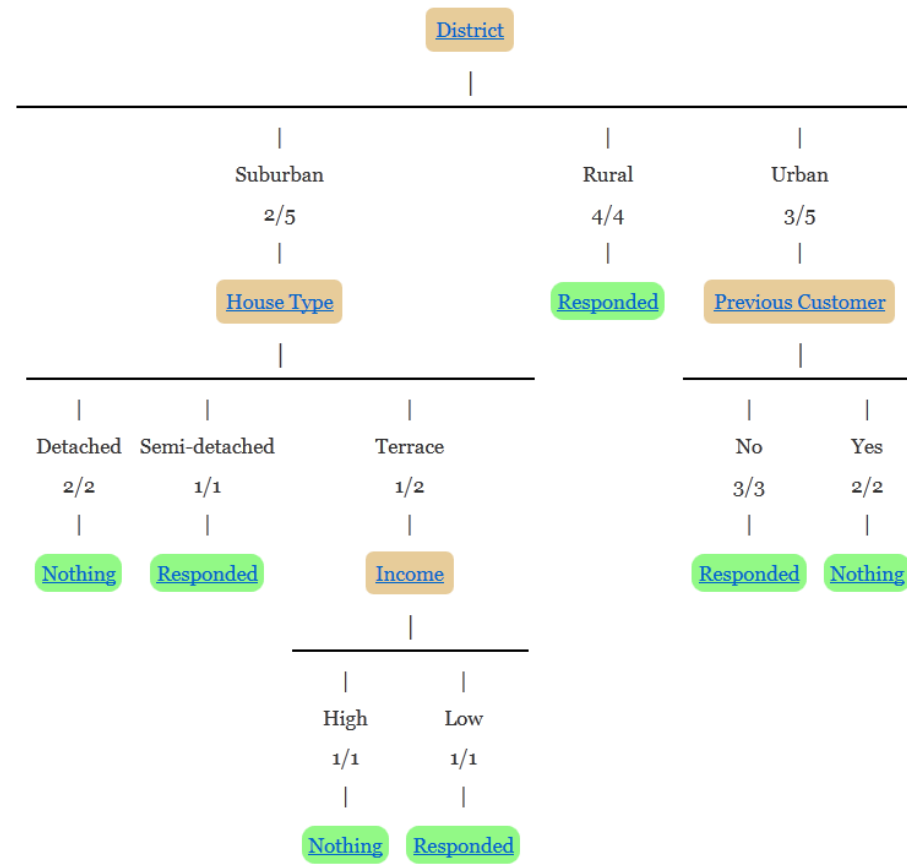 District
Suburban Rural Urban
2/5 4/4 3/5
House Type Responded Previous Customer
Detached Semi-detached Terrace No Yes
2/2 1/1 1/2 3/3 2/2
Nothing Responded Income Responded Nothing
High Low
1/1 1/1
Nothing Responded